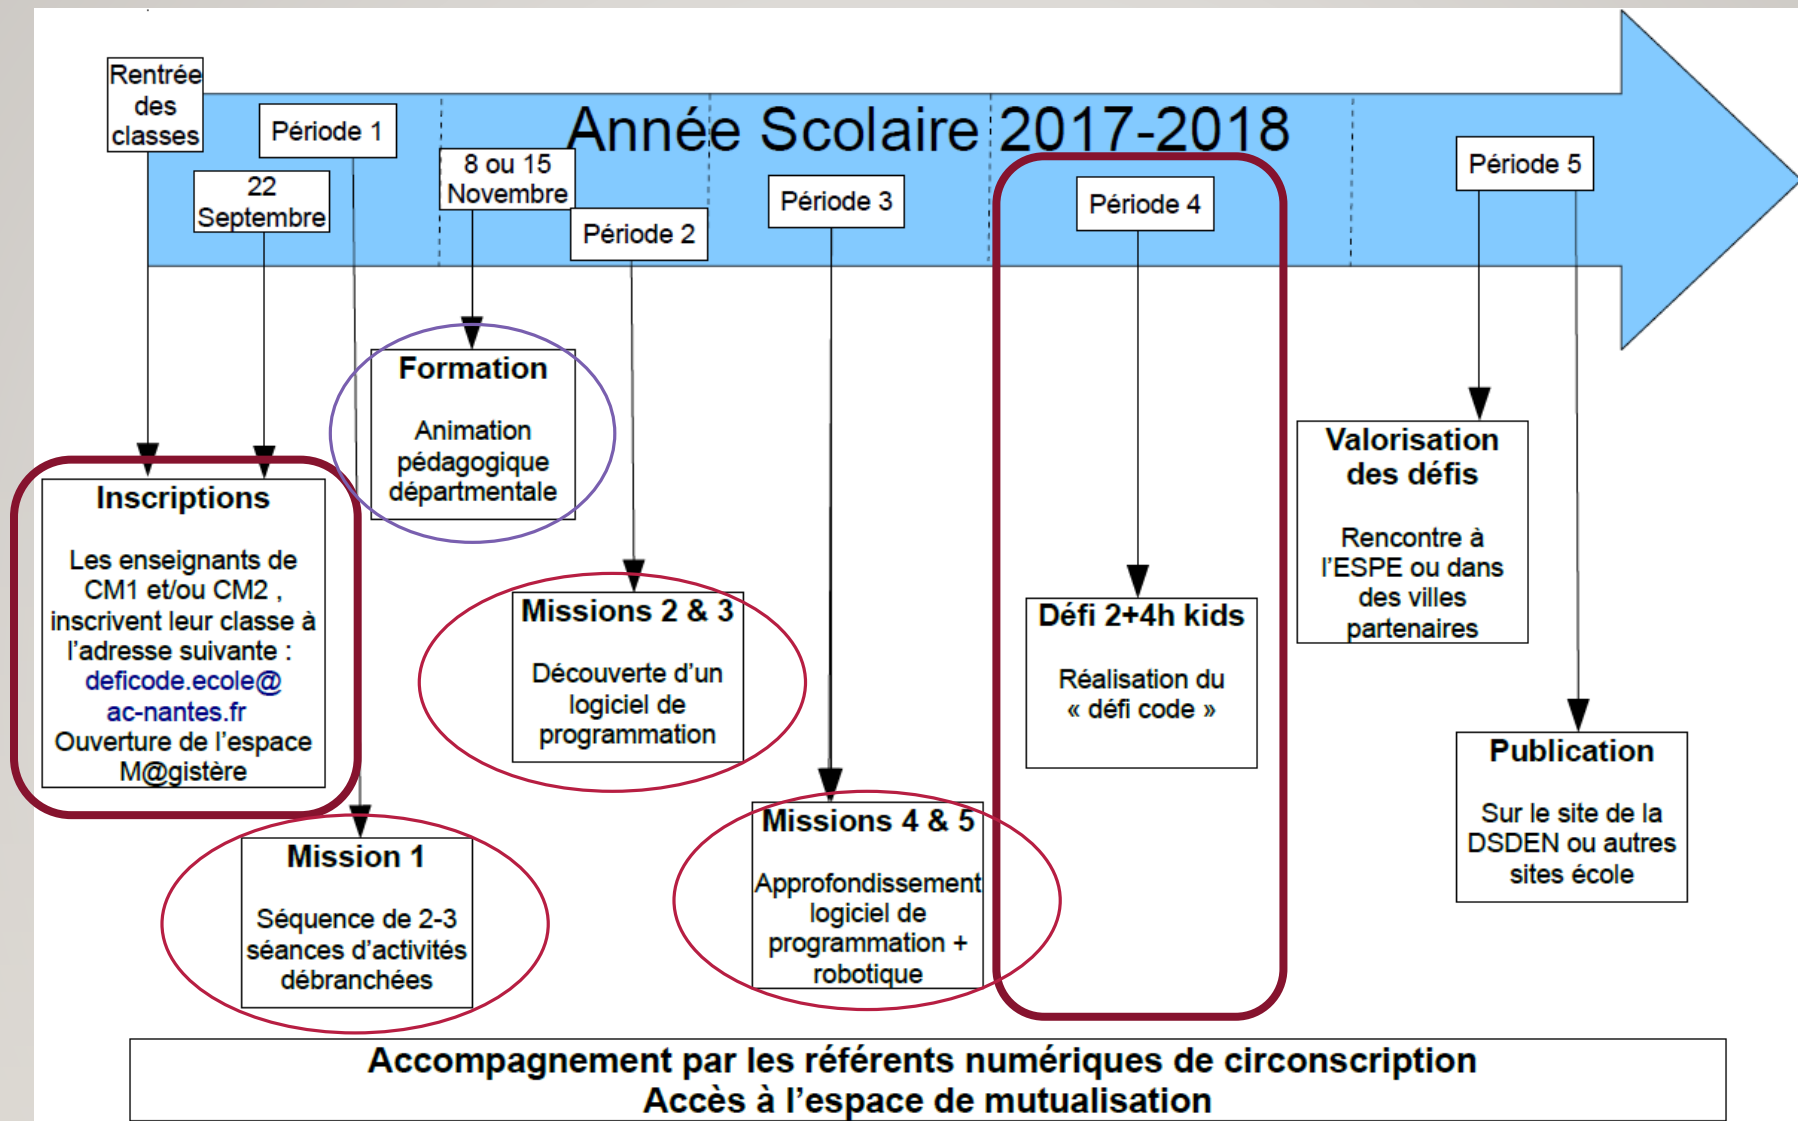 Année Scolaire 2017-2018
Rentrée
des
classes
22
Septembre
Période 1
8 ou 15
Novembre
Période 2
Période 3
Période 4
Période 5
Inscriptions
Les enseignants de
CM1 et/ou CM2 ,
inscrivent leur classe à
l'adresse suivante :
deficode.ecole@
ac-nantes.fr
Ouverture de l'espace
M@gistère
Mission 1
Séquence de 2-3
séances d'activités
débranchées
Formation
Animation
pédagogique
départmentale
Missions 2 & 3
Découverte d'un
logiciel de
programmation
Missions 4 & 5
Approfondissement
logiciel de
programmation +
robotique
Défi 2+4h kids
Réalisation du
« défi code »
Valorisation
des défis
Rencontre à
l'ESPE ou dans
des villes
partenaires
Publication
Sur le site de la
DSDEN ou autres
sites école
Accompagnement par les référents numériques de circonscription
Accès à l'espace de mutualisation